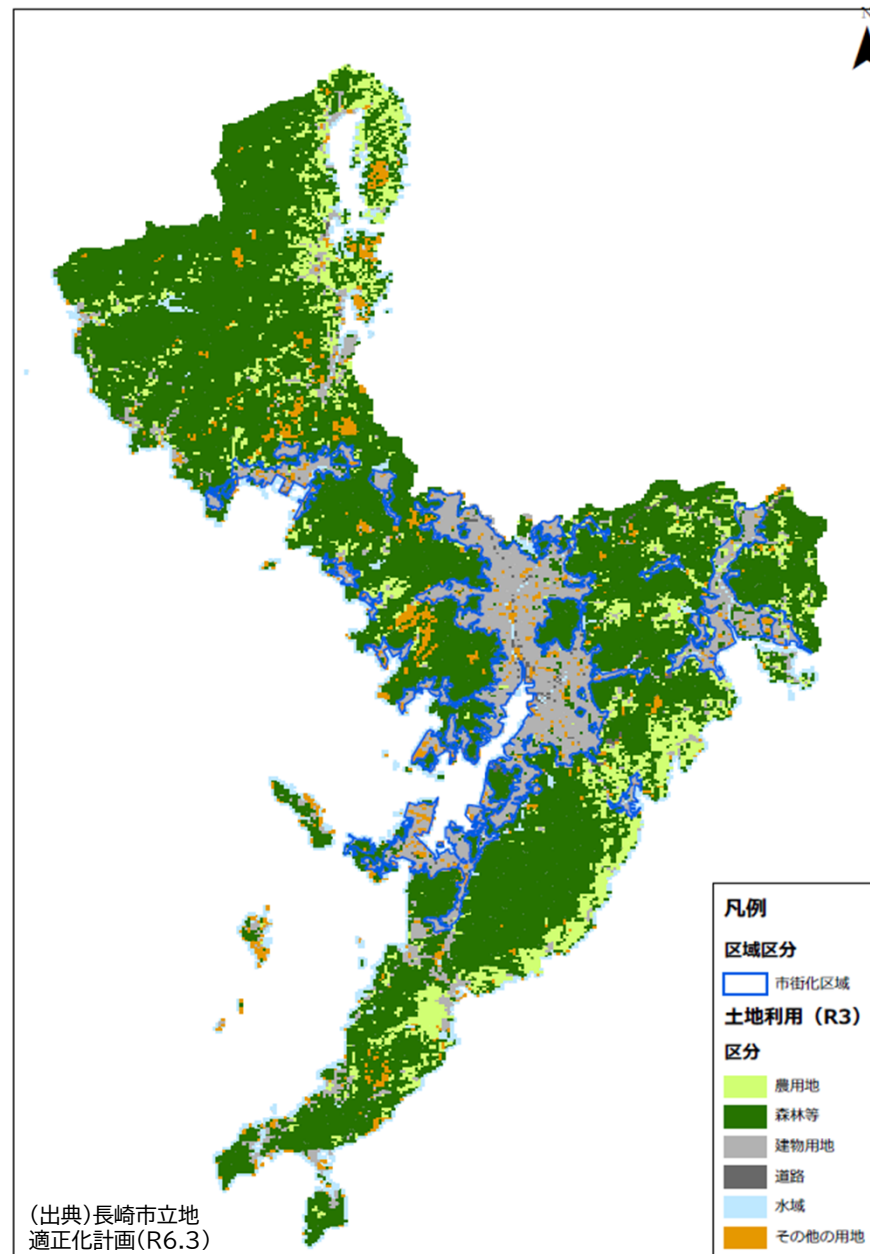 N
凡例
区域区分
市街化区域
土地利用（R3）
区分
農用地
森林等
建物用地
道路
水域
その他の用地
(出典)長崎市立地
適正化計画(R6.3)